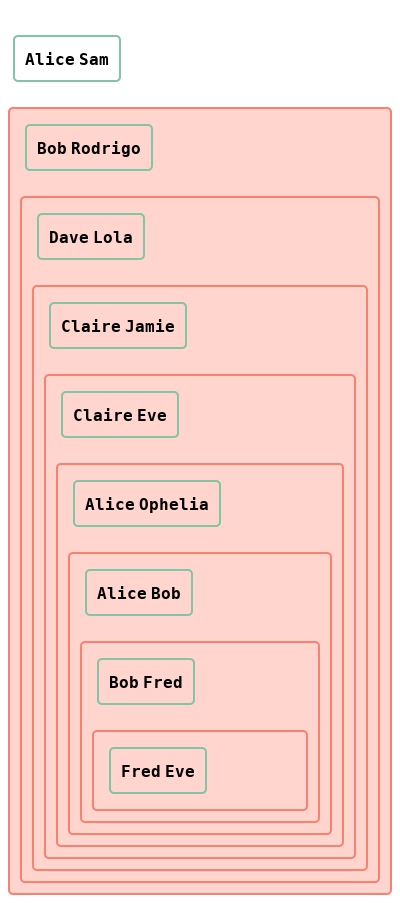 Alice Sam
Bob Rodrigo
Dave Lola
Claire Jamie
Claire Eve
Alice Ophelia
Alice Bob
Bob Fred
Fred Eve